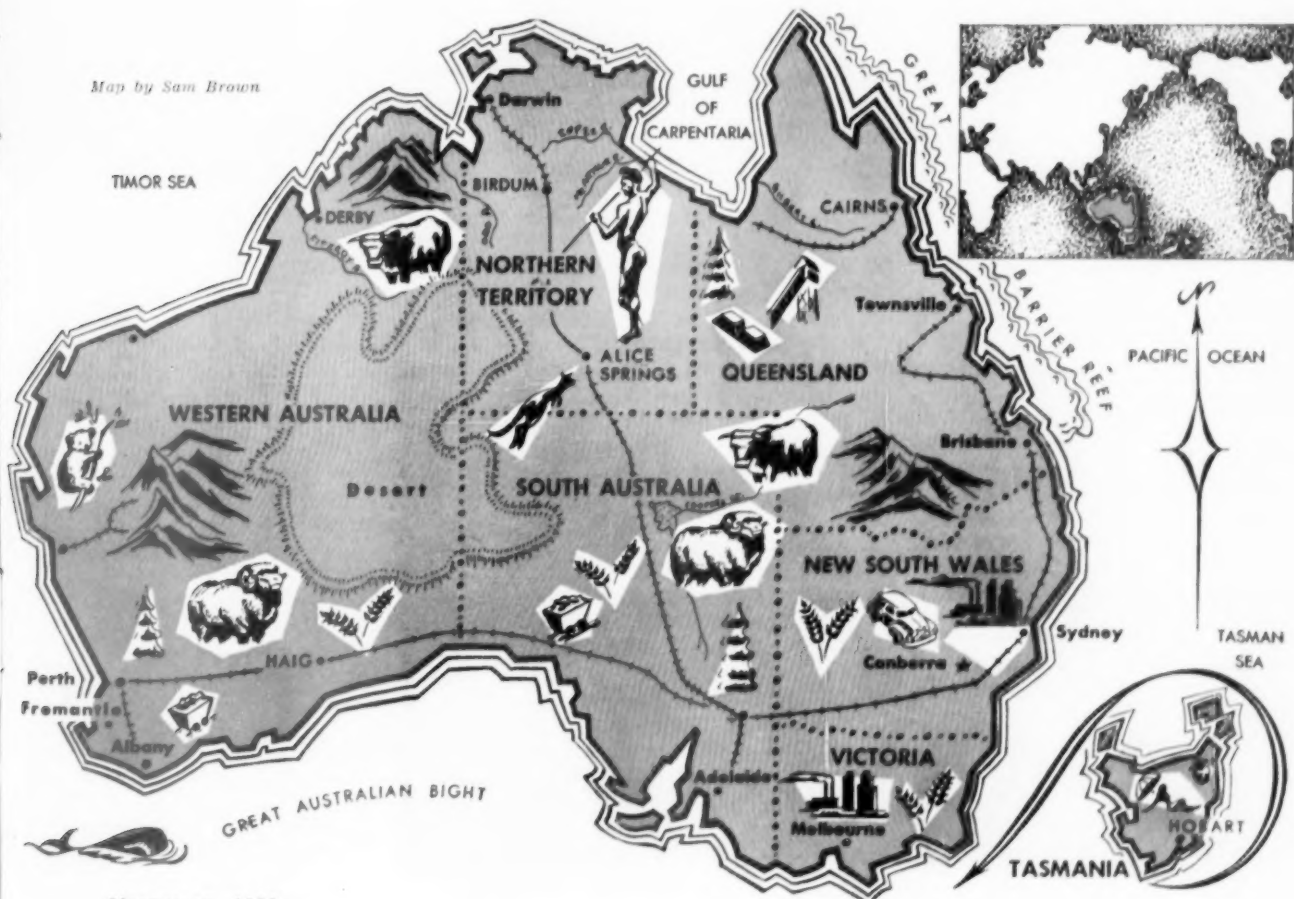 Map by Sam Brown
TIMOR SEA
Darwin
GULF
OF
CARPENTARIA
GREAT
BARRIER REEF
BIRDUM
DERBY
CAIRNS
NORTHERN
TERRITORY
Townsville
PACIFIC OCEAN
N
ALICE
SPRINGS
QUEENSLAND
WESTERN AUSTRALIA
Brisbane
Desert
SOUTH AUSTRALIA
NEW SOUTH WALES
Sydney
TASMAN
SEA
Canberra
HAIG
Perth
Fremantle
Albany
VICTORIA
Adelaide
Melbourne
GREAT AUSTRALIAN BIGHT
HOBART
TASMANIA